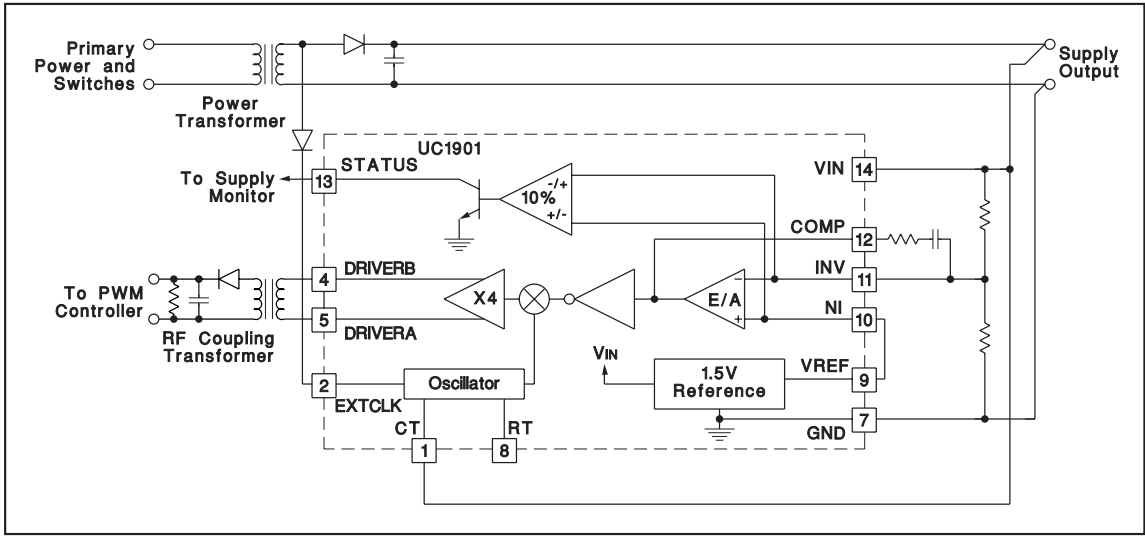 Primary
Power and
Switches
Supply
Output
Power
Transformer
UC1901
To Supply
Monitor
13
STATUS
10%
-/+
+/-
VIN
14
COMP
12
To PWM
Controller
4
DRIVERB
X4
E/A
−
+
INV
11
NI
10
5
DRIVERA
RF Coupling
Transformer
VIN
1.5V
Reference
VREF
9
2
EXTCLK
Oscillator
GND
7
CT
RT
1
8